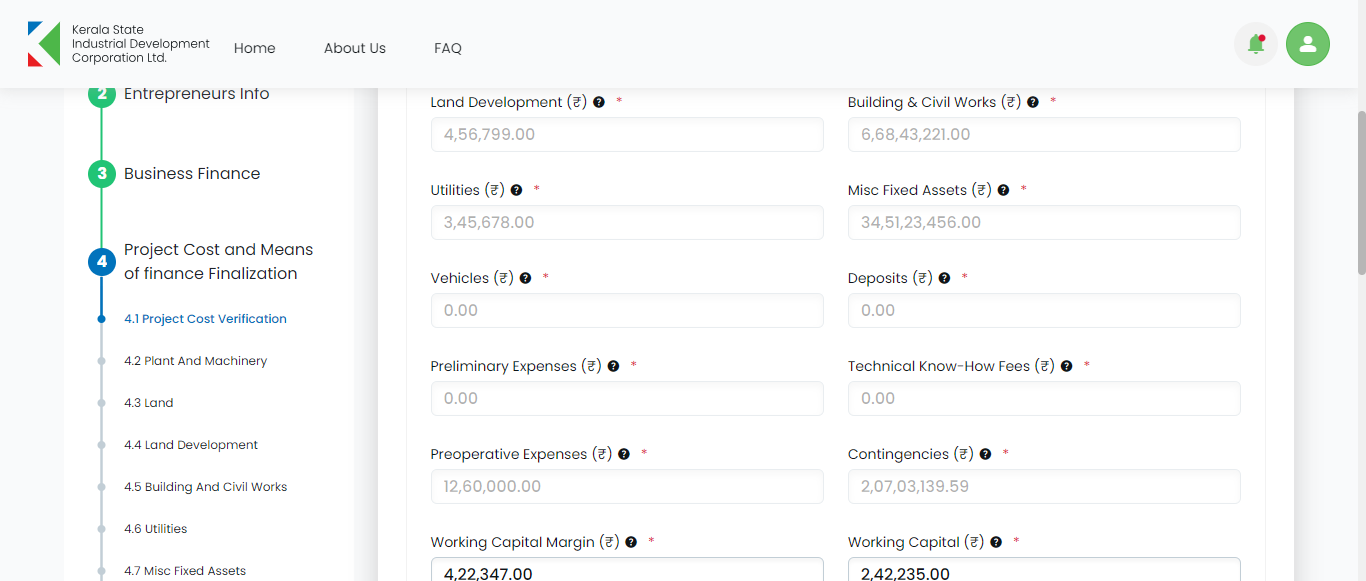 Kerala State
Industrial Development
Corporation Ltd.
Home
About Us
FAQ
2 Entrepreneurs Info
3 Business Finance
4 Project Cost and Means
of finance Finalization
4.1 Project Cost Verification
4.2 Plant And Machinery
4.3 Land
4.4 Land Development
4.5 Building And Civil Works
4.6 Utilities
4.7 Misc Fixed Assets
Land Development (₹) ? *
4,56,799.00
Building & Civil Works (₹) ? *
6,68,43,221.00
Utilities (₹) ? *
3,45,678.00
Misc Fixed Assets (₹) ? *
34,51,23,456.00
Vehicles (₹) ? *
0.00
Deposits (₹) ? *
0.00
Preliminary Expenses (₹) ? *
0.00
Technical Know-How Fees (₹) ? *
0.00
Preoperative Expenses (₹) ? *
12,60,000.00
Contingencies (₹) ? *
2,07,03,139.59
Working Capital Margin (₹) ? *
4,22,347.00
Working Capital (₹) ? *
2,42,235.00